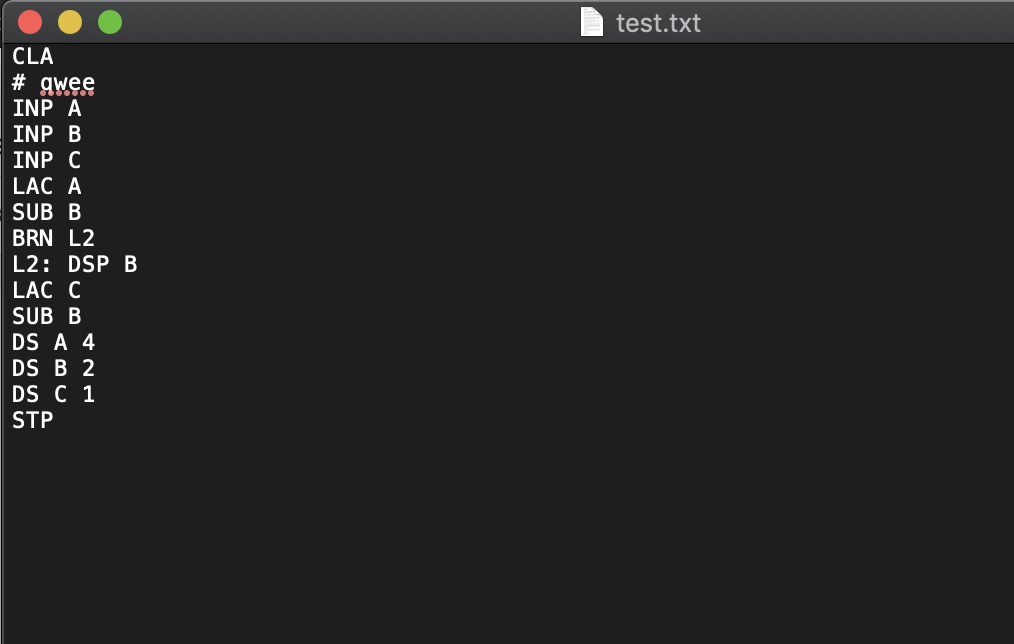 test.txt
CLA
# qwee
INP A
INP B
INP C
LAC A
SUB B
BRN L2
L2: DSP B
LAC C
SUB B
DS A 4
DS B 2
DS C 1
STP